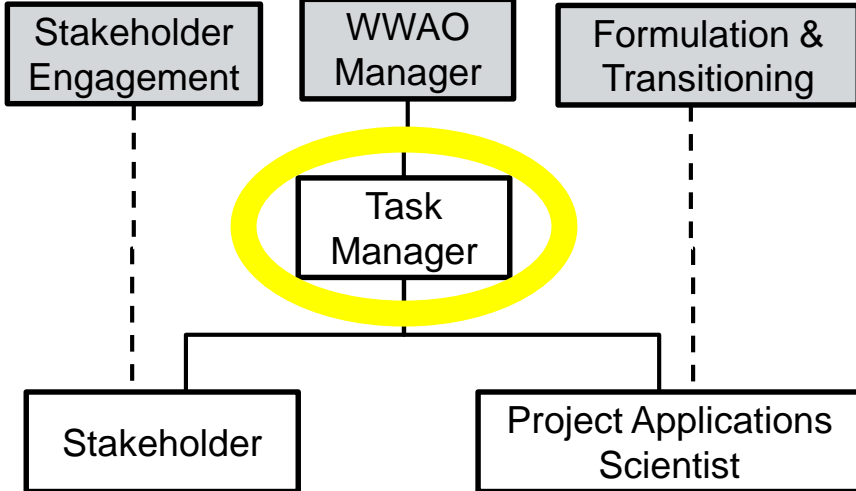 Stakeholder
Engagement
WWAO
Manager
Formulation &
Transitioning
Task
Manager
Stakeholder
Project Applications
Scientist